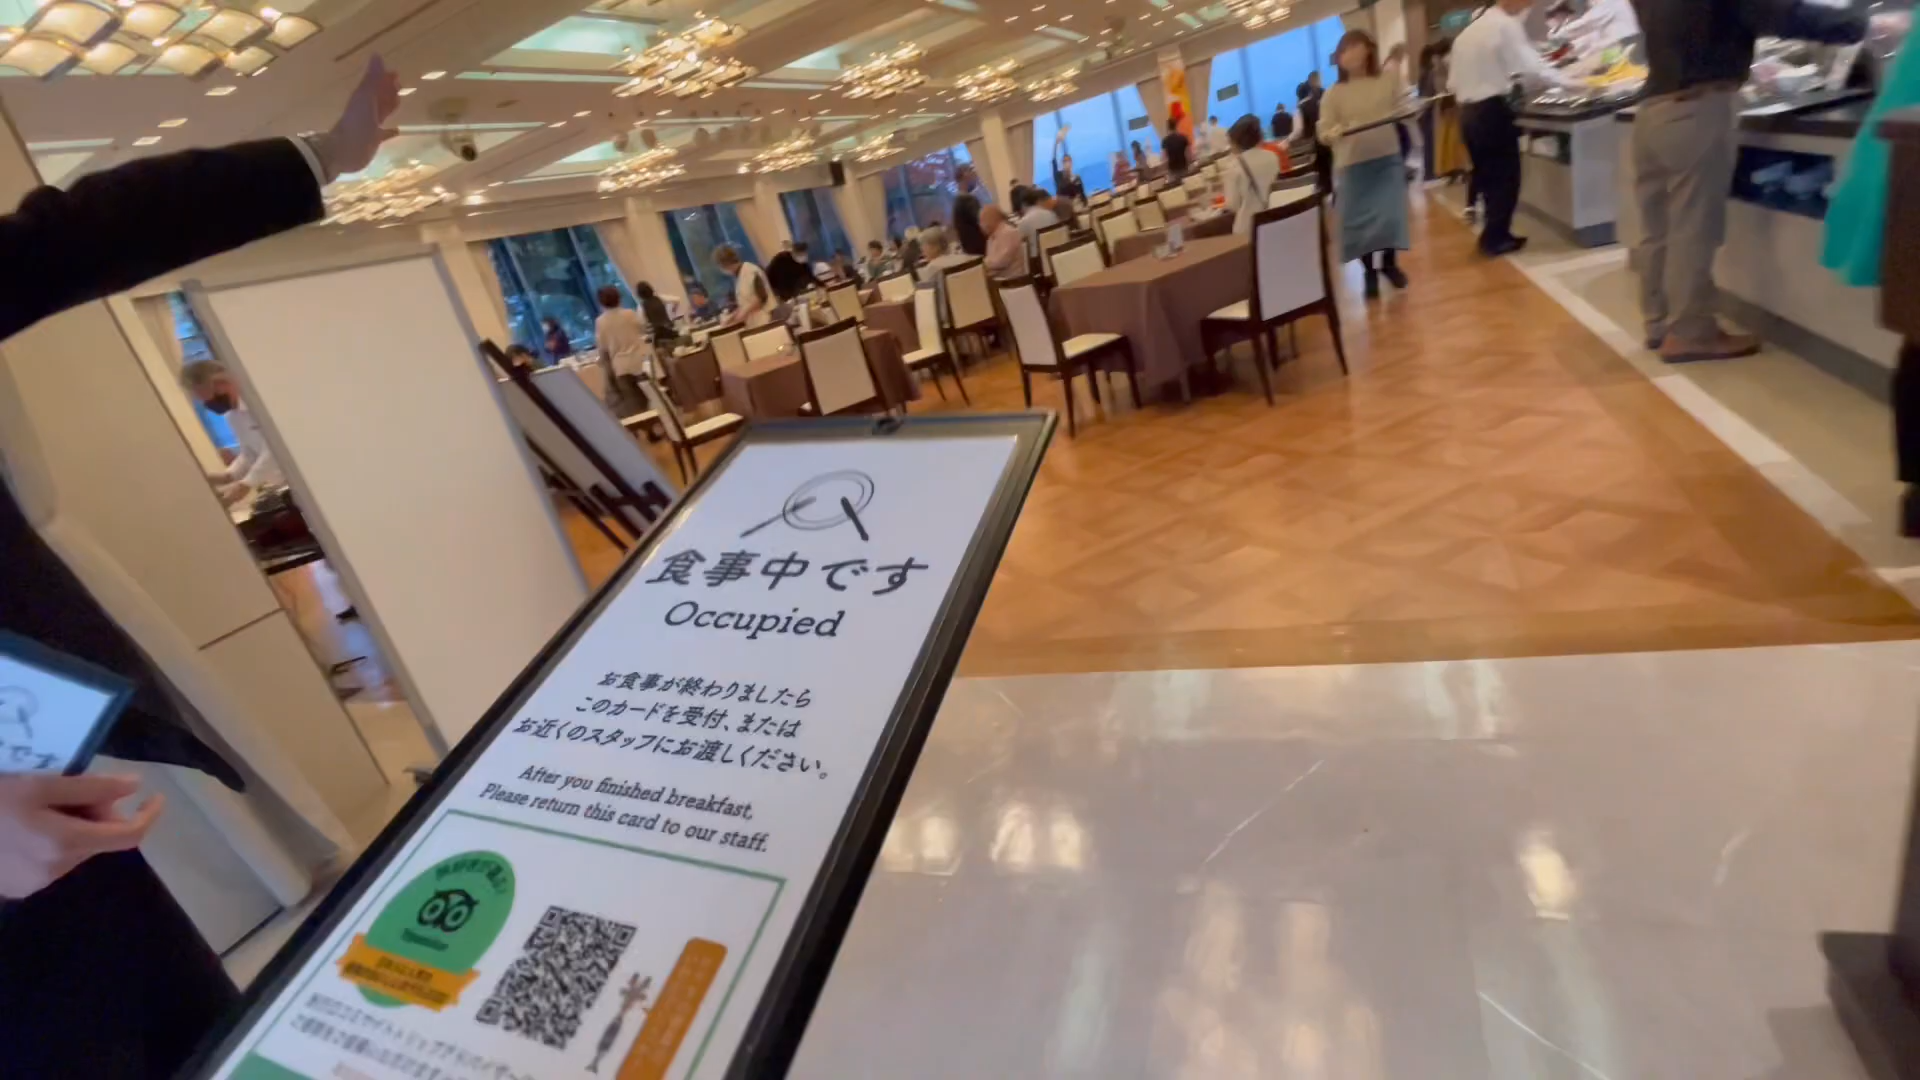 食事中です
Occupied
お食事が終わりましたら
このカードを受付、または
お近くのスタッフにお渡しください。
After you finished breakfast,
Please return this card to our staff.